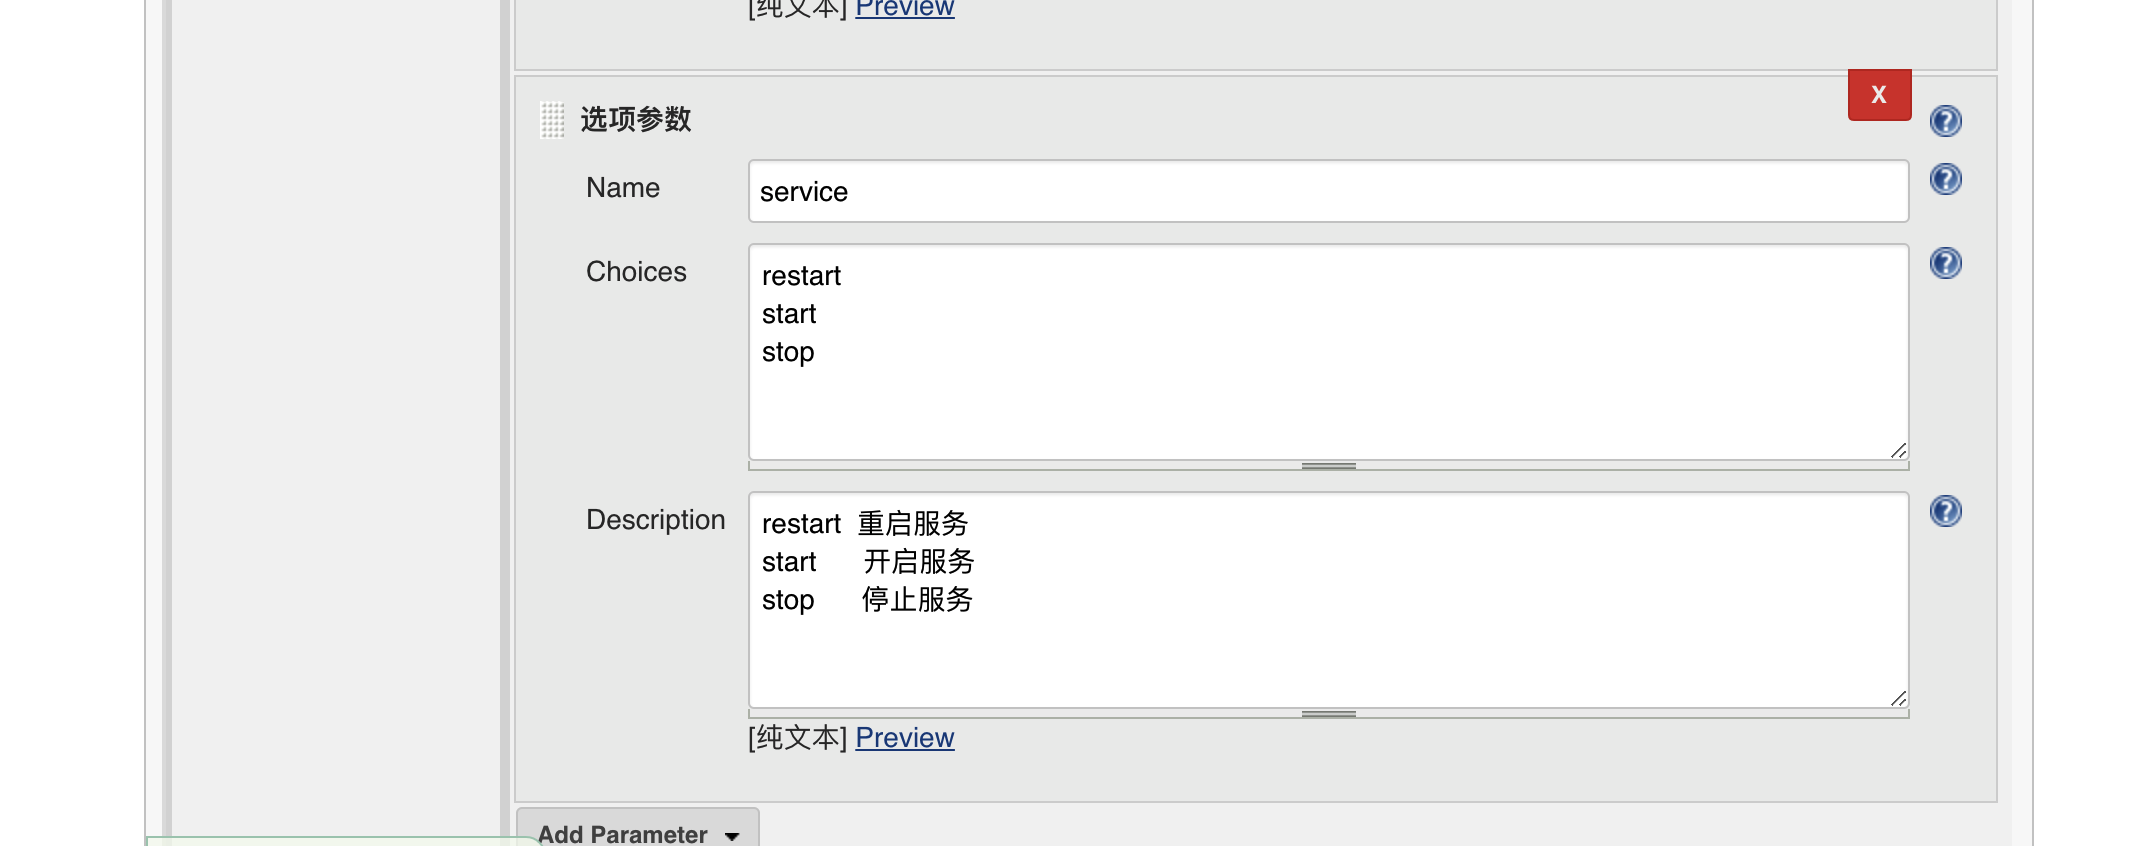 [纯文本] Preview
选项参数
X
Name
service
Choices
restart
start
stop
Description
restart 重启服务
start 开启服务
stop 停止服务
[纯文本] Preview
Add Parameter